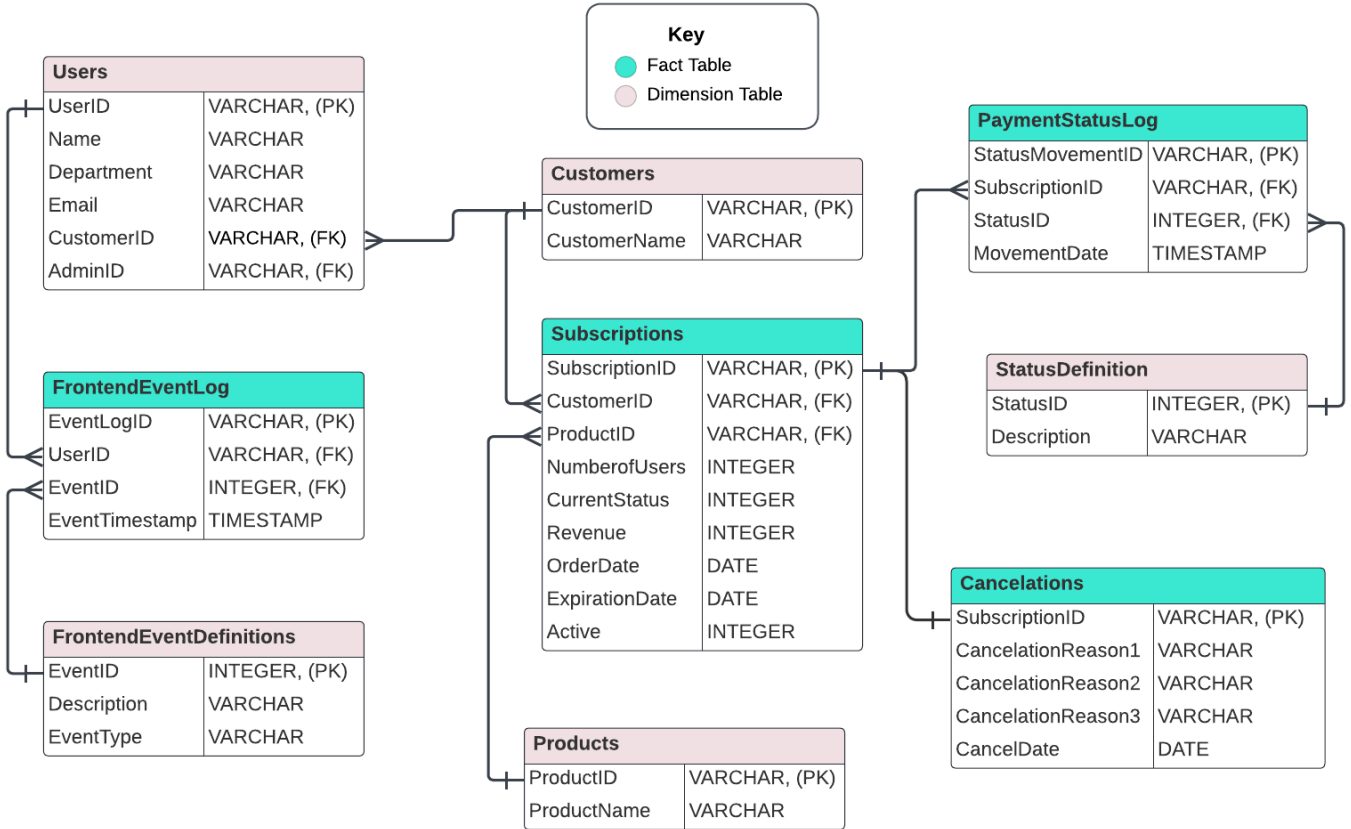 Key
Fact Table
Dimension Table
Users
UserID VARCHAR, (PK)
Name VARCHAR
Department VARCHAR
Email VARCHAR
CustomerID VARCHAR, (FK)
AdminID VARCHAR, (FK)
FrontendEventLog
EventLogID VARCHAR, (PK)
UserID VARCHAR, (FK)
EventID INTEGER, (FK)
EventTimestamp TIMESTAMP
FrontendEventDefinitions
EventID INTEGER, (PK)
Description VARCHAR
EventType VARCHAR
Customers
CustomerID VARCHAR, (PK)
CustomerName VARCHAR
Subscriptions
SubscriptionID VARCHAR, (PK)
CustomerID VARCHAR, (FK)
ProductID VARCHAR, (FK)
NumberofUsers INTEGER
CurrentStatus INTEGER
Revenue INTEGER
OrderDate DATE
ExpirationDate DATE
Active INTEGER
Products
ProductID VARCHAR, (PK)
ProductName VARCHAR
PaymentStatusLog
StatusMovementID VARCHAR, (PK)
SubscriptionID VARCHAR, (FK)
StatusID INTEGER, (FK)
MovementDate TIMESTAMP
StatusDefinition
StatusID INTEGER, (PK)
Description VARCHAR
Cancelations
SubscriptionID VARCHAR, (PK)
CancelationReason1 VARCHAR
CancelationReason2 VARCHAR
CancelationReason3 VARCHAR
CancelDate DATE